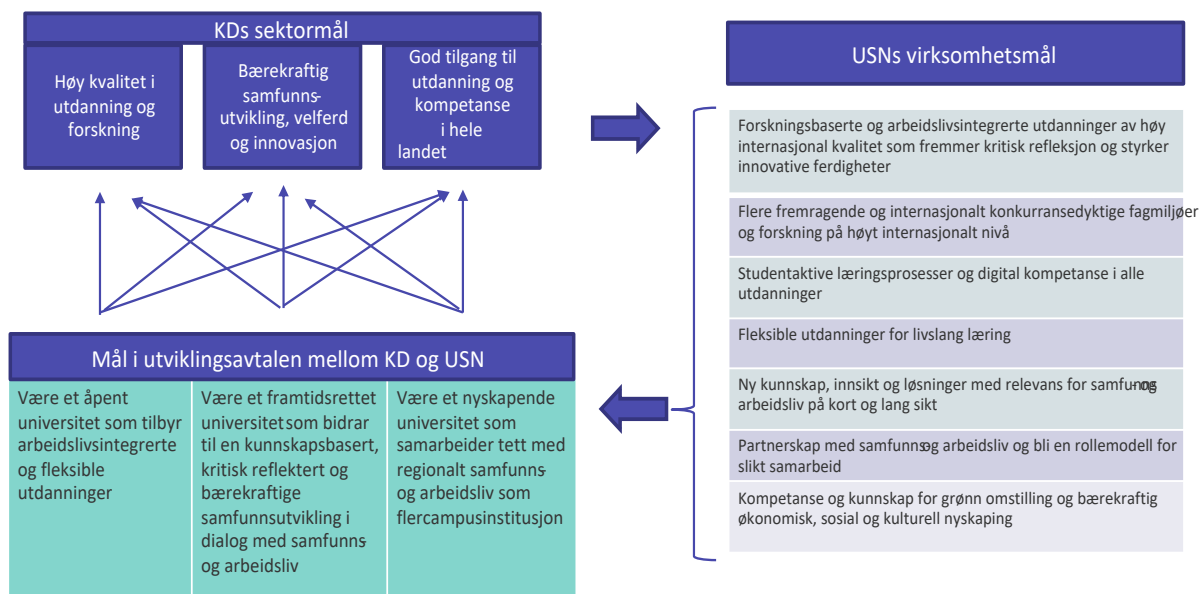 KDs sektormål
Høy kvalitet i
utdanning og
forskning
Bærekraftig
samfunns-
utvikling, velferd
og innovasjon
God tilgang til
utdanning og
kompetanse
i hele
landet
Mål i utviklingsavtalen mellom KD og USN
Være et åpent
universitet som tilbyr
arbeidslivsintegrerte
og fleksible
utdanninger
Være et framtidsrettet
universitet som bidrar
til en kunnskapsbasert,
kritisk reflektert og
bærekraftige
samfunnsutvikling i
dialog med samfunns-
og arbeidsliv
Være et nyskapende
universitet som
samarbeider tett med
regionalt samfunns-
og arbeidsliv som
flercampusinstitusjon
USNs virksomhetsmål
Forskningsbaserte og arbeidslivsintegrerte utdanninger av høy
internasjonal kvalitet som fremmer kritisk refleksjon og styrker
innovative ferdigheter
Flere fremragende og internasjonalt konkurransedyktige fagmiljøer
og forskning på høyt internasjonalt nivå
Studentaktive læringsprosesser og digital kompetanse i alle
utdanninger
Fleksible utdanninger for livslang læring
Ny kunnskap, innsikt og løsninger med relevans for samfunns- og
arbeidsliv på kort og lang sikt
Partnerskap med samfunns- og arbeidsliv og bli en rollemodell for
slikt samarbeid
Kompetanse og kunnskap for grønn omstilling og bærekraftig
økonomisk, sosial og kulturell nyskaping